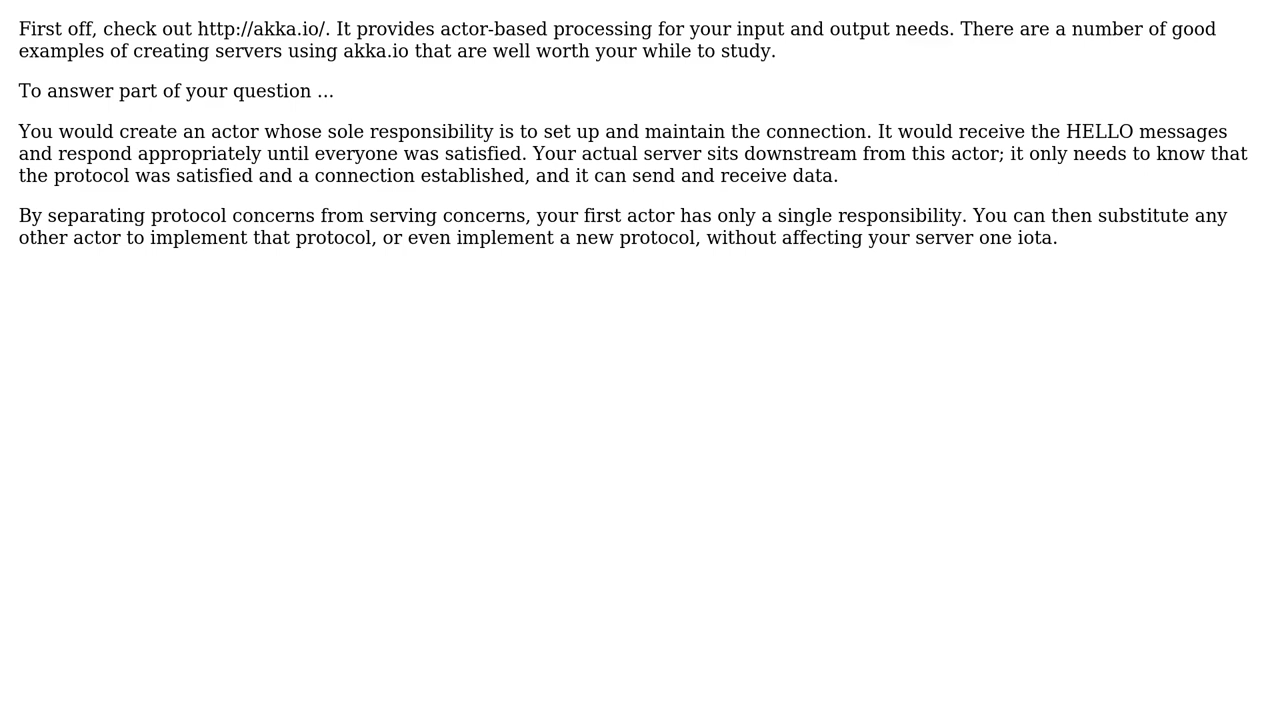 First off, check out http://akka.io/. It provides actor-based processing for your input and output needs. There are a number of good
examples of creating servers using akka.io that are well worth your while to study.
To answer part of your question ...
You would create an actor whose sole responsibility is to set up and maintain the connection. It would receive the HELLO messages
and respond appropriately until everyone was satisfied. Your actual server sits downstream from this actor; it only needs to know that
the protocol was satisfied and a connection established, and it can send and receive data.
By separating protocol concerns from serving concerns, your first actor has only a single responsibility. You can then substitute any
other actor to implement that protocol, or even implement a new protocol, without affecting your server one iota.